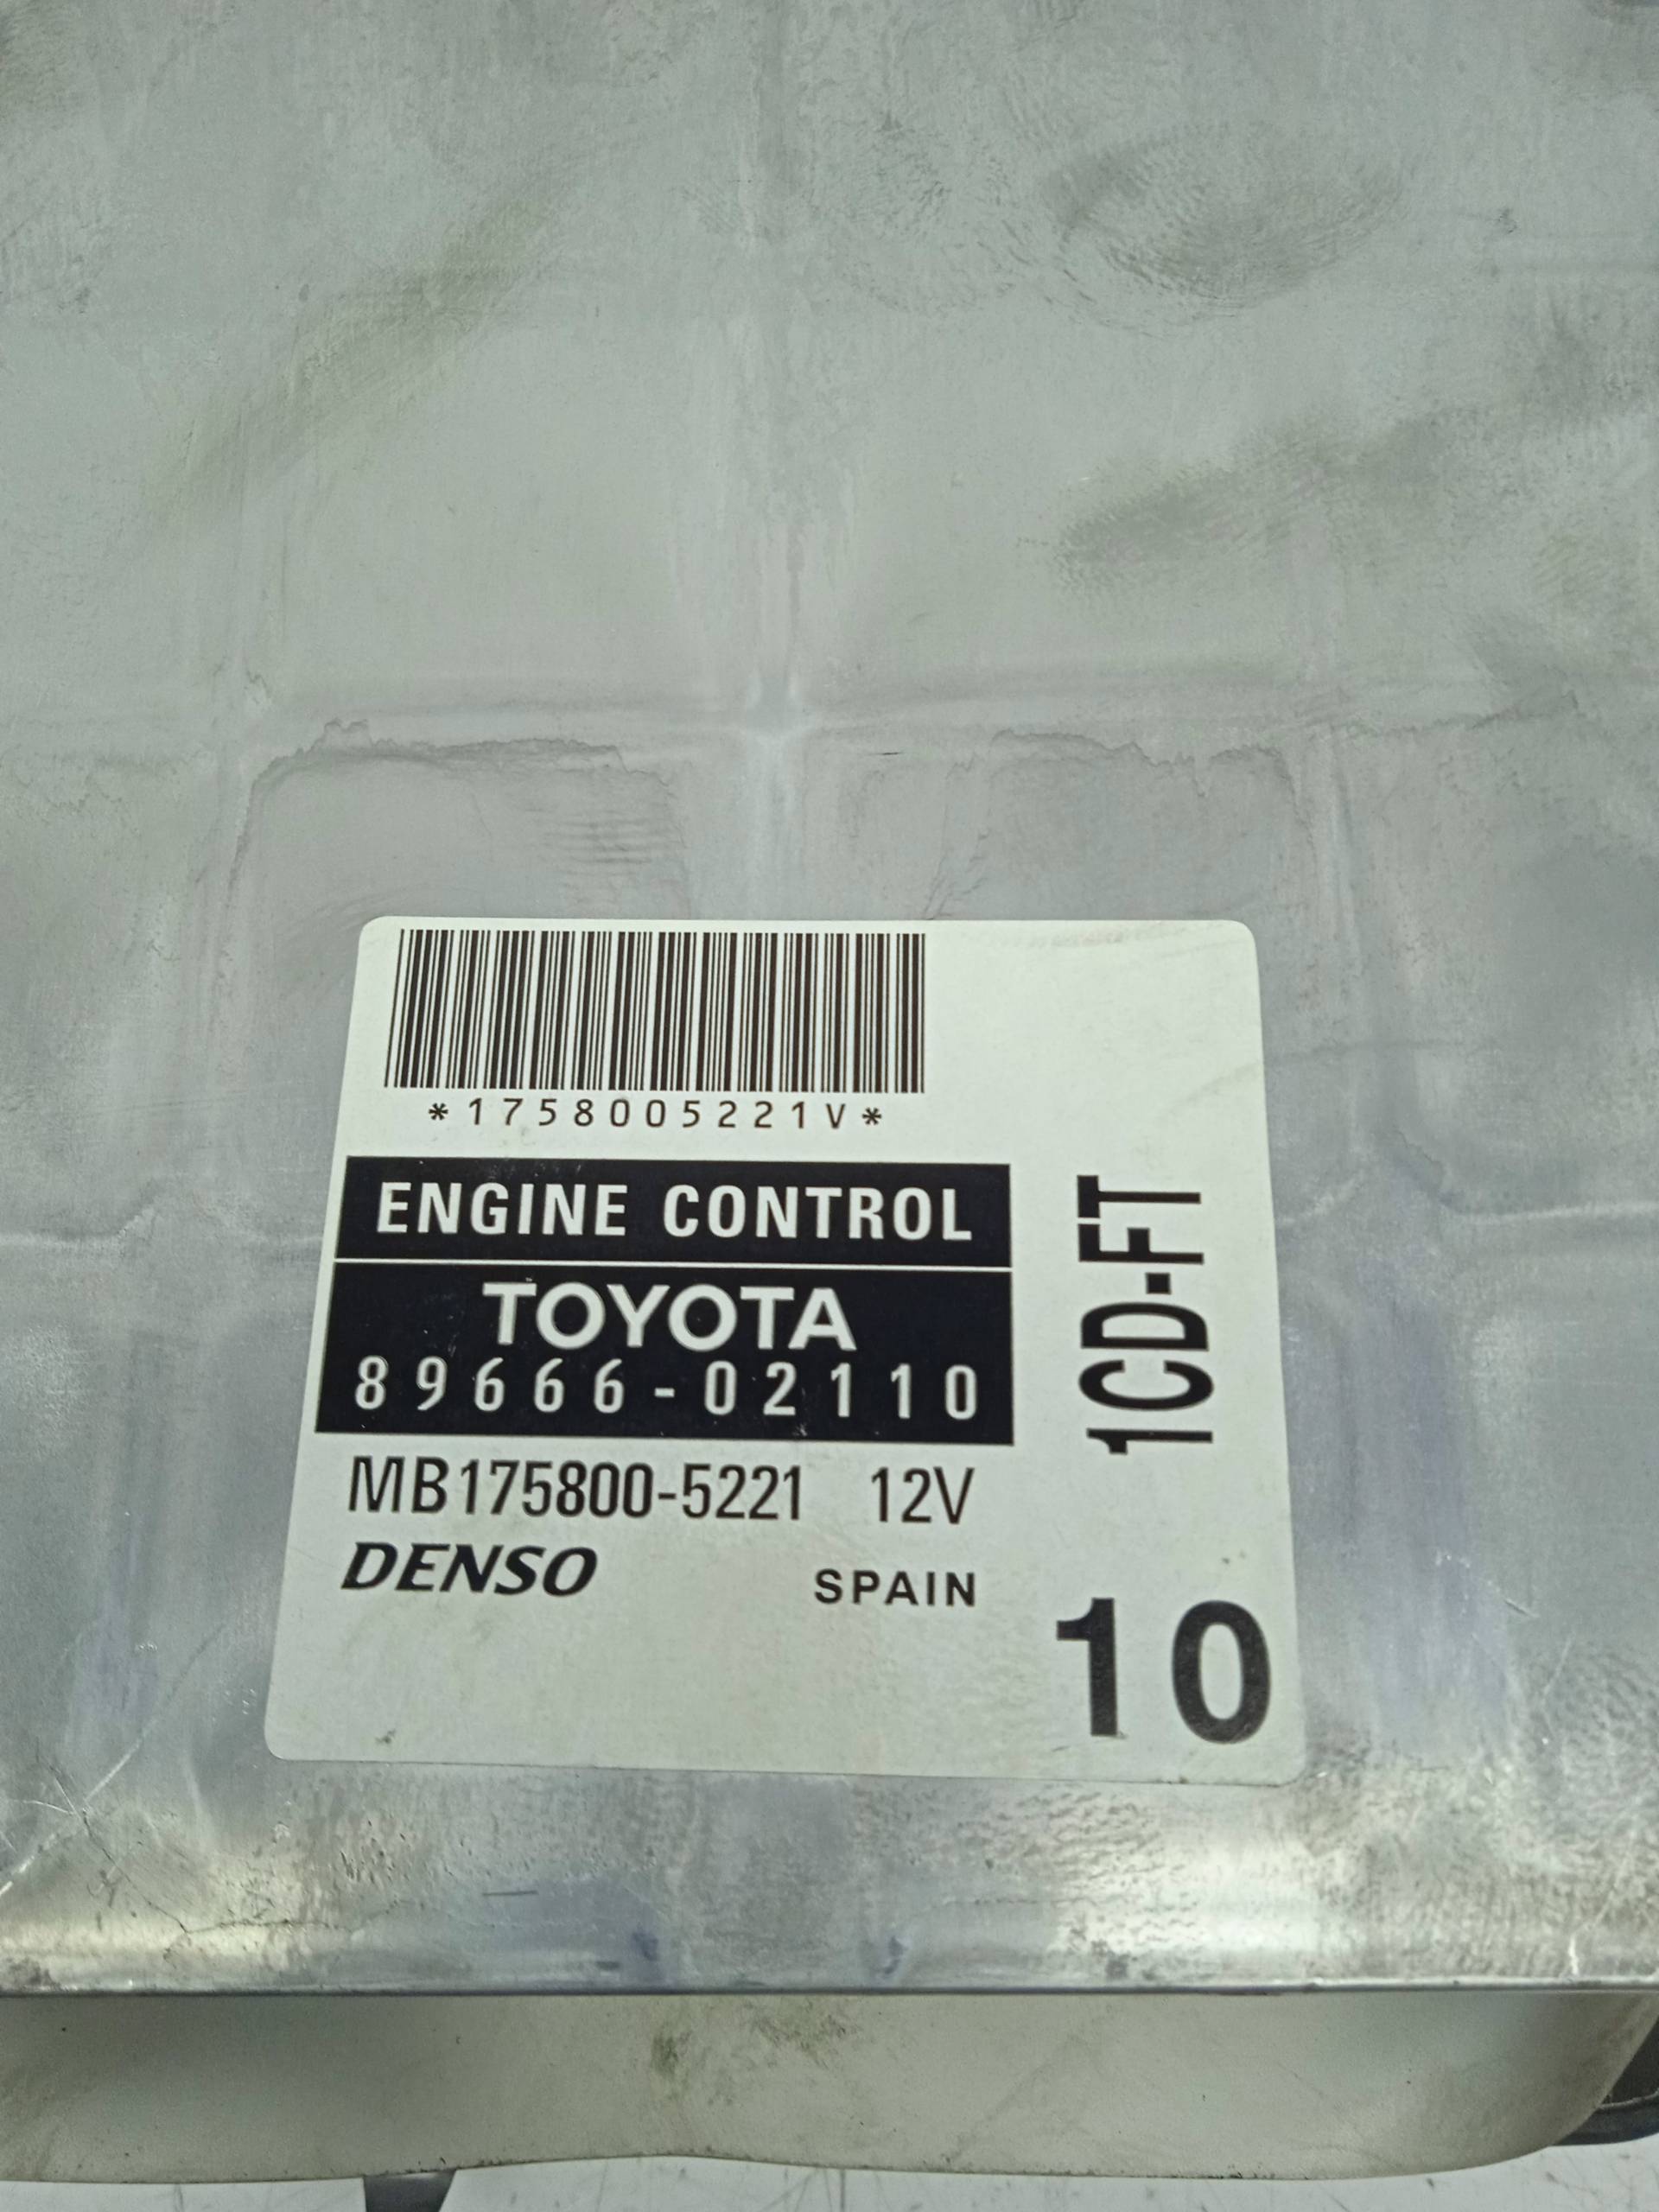 *1758005221V*
ENGINE CONTROL
TOYOTA
89666-02110
MB175800-5221 12V
DENSO SPAIN
1CD-FT
10